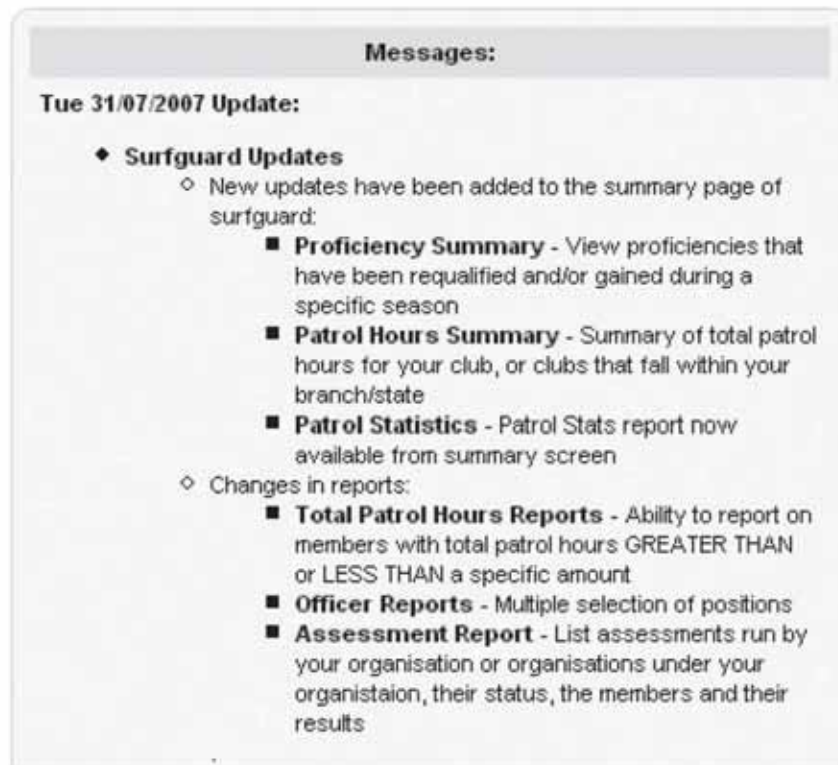 Messages:
Tue 31/07/2007 Update:
Surfguard Updates
New updates have been added to the summary page of
surfguard:
Proficiency Summary - View proficiencies that
have been requalified and/or gained during a
specific season
Patrol Hours Summary - Summary of total patrol
hours for your club, or clubs that fall within your
branch/state
Patrol Statistics - Patrol Stats report now
available from summary screen
Changes in reports:
Total Patrol Hours Reports - Ability to report on
members with total patrol hours GREATER THAN
or LESS THAN a specific amount
Officer Reports - Multiple selection of positions
Assessment Report - List assessments run by
your organisation or organisations under your
organistaion, their status, the members and their
results